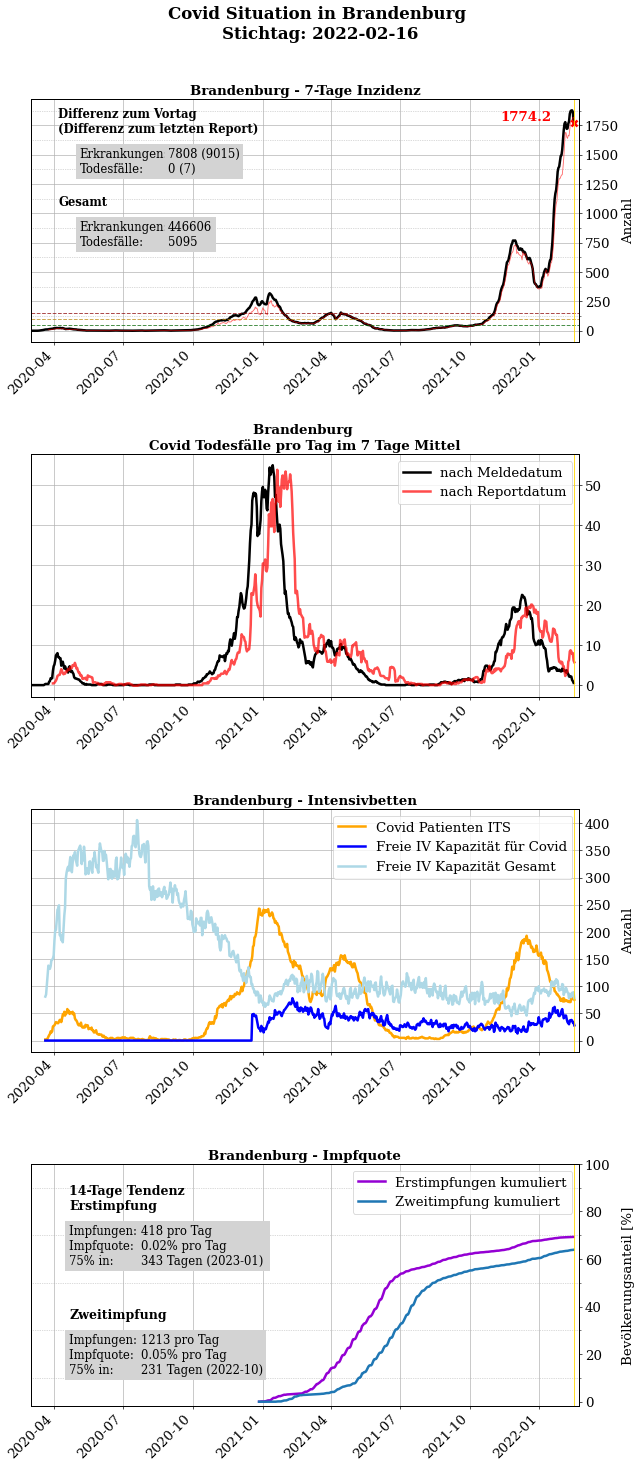 Covid Situation in Brandenburg
Stichtag: 2022-02-16
Brandenburg - 7-Tage Inzidenz
Differenz zum Vortag
(Differenz zum letzten Report)
Erkrankungen 7808 (9015)
Todesfälle: 0 (7)
Gesamt
Erkrankungen 446606
Todesfälle: 5095
1774.2
1750
1500
1250
1000
750
500
250
0
Anzahl
2020-04
2020-07
2020-10
2021-01
2021-04
2021-07
2021-10
2022-01
Brandenburg
Covid Todesfälle pro Tag im 7 Tage Mittel
nach Meldedatum
nach Reportdatum
50
40
30
20
10
0
2020-04
2020-07
2020-10
2021-01
2021-04
2021-07
2021-10
2022-01
Brandenburg - Intensivbetten
Covid Patienten ITS
Freie IV Kapazität für Covid
Freie IV Kapazität Gesamt
400
350
300
250
200
150
100
50
0
Anzahl
2020-04
2020-07
2020-10
2021-01
2021-04
2021-07
2021-10
2022-01
Brandenburg - Impfquote
14-Tage Tendenz
Erstimpfung
Impfungen: 418 pro Tag
Impfquote: 0.02% pro Tag
75% in: 343 Tagen (2023-01)
Zweitimpfung
Impfungen: 1213 pro Tag
Impfquote: 0.05% pro Tag
75% in: 231 Tagen (2022-10)
Erstimpfungen kumuliert
Zweitimpfung kumuliert
100
80
60
40
20
0
Bevölkerungsanteil [%]
2020-04
2020-07
2020-10
2021-01
2021-04
2021-07
2021-10
2022-01